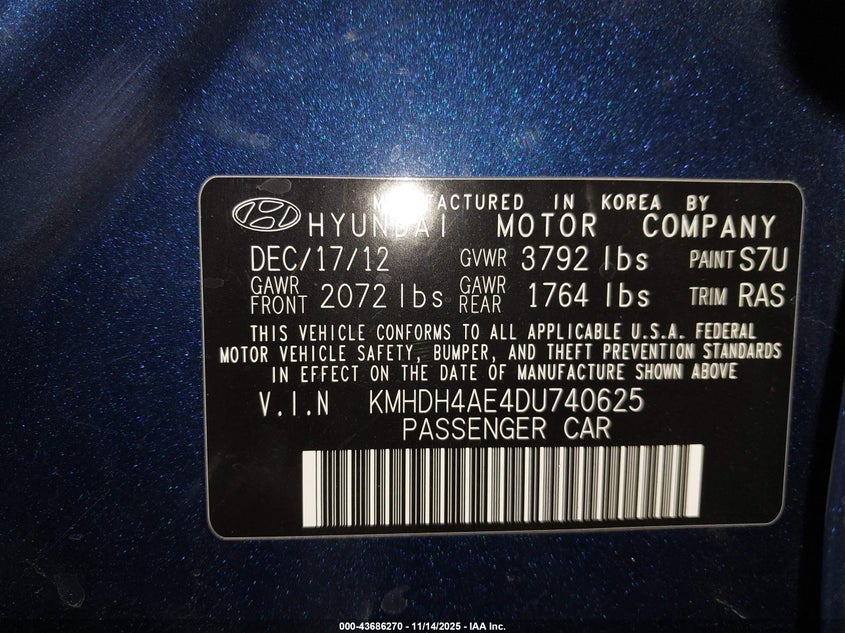 MANUFACTURED IN KOREA BY
HYUNDAI MOTOR COMPANY
DEC/17/12 GVWR 3792 lbs PAINT S7U
GAWR FRONT 2072 lbs GAWR REAR 1764 lbs TRIM RAS
THIS VEHICLE CONFORMS TO ALL APPLICABLE U.S.A. FEDERAL
MOTOR VEHICLE SAFETY, BUMPER, AND THEFT PREVENTION STANDARDS
IN EFFECT ON THE DATE OF MANUFACTURE SHOWN ABOVE
V.I.N KMHDH4AE4DU740625
PASSENGER CAR
000-43686270 - 11/14/2025 - IAA Inc.